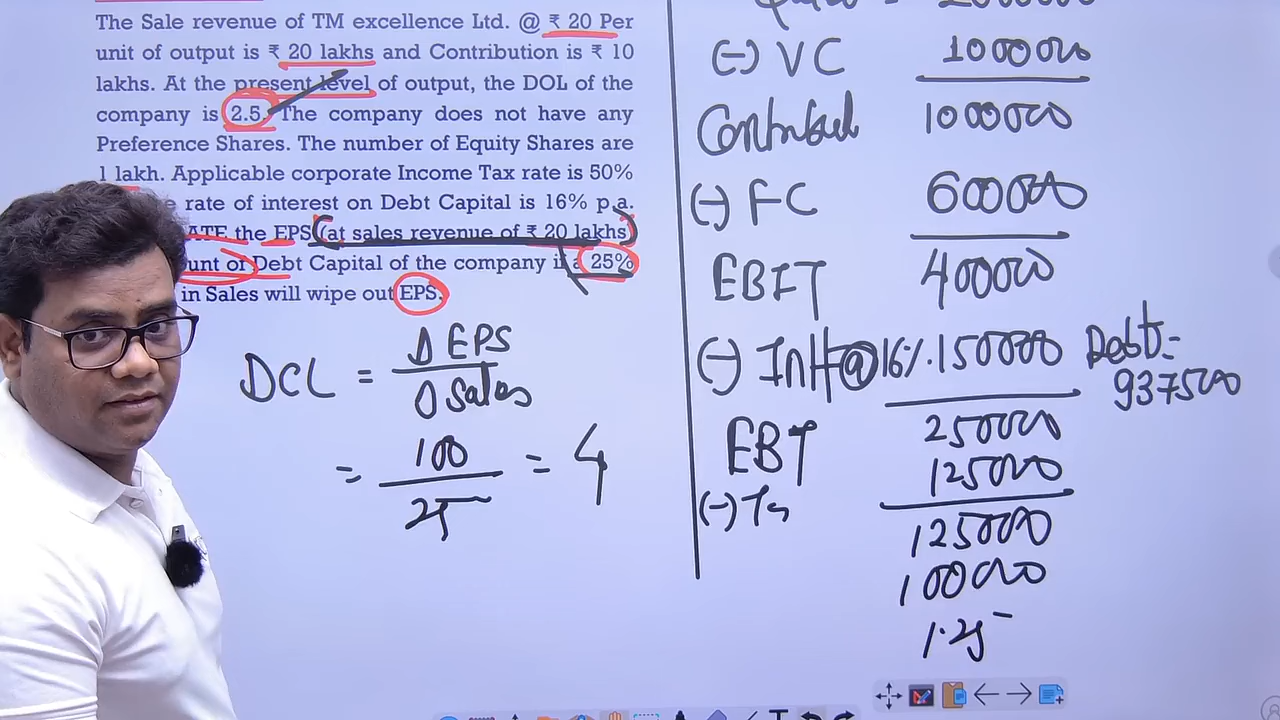 The Sale revenue of TM excellence Ltd. @ ₹ 20 Per
unit of output is ₹ 20 lakhs and Contribution is ₹ 10
lakhs. At the present level of output, the DOL of the
company is 2.5. The company does not have any
Preference Shares. The number of Equity Shares are
1 lakh. Applicable corporate Income Tax rate is 50%
rate of interest on Debt Capital is 16% p.a.
the EPS (at sales revenue of ₹ 20 lakhs)
Debt Capital of the company if a 25%
in Sales will wipe out EPS.
DCL = Δ EPS
Δ Sales
= 100
25
= 4
(-) VC 1000000
1000000
(-) FC 600000
EBIT 400000
(-) Int @ 16% 150000 Debt =
937500
EBT 250000
(-) 125000
125000
100000
1.25